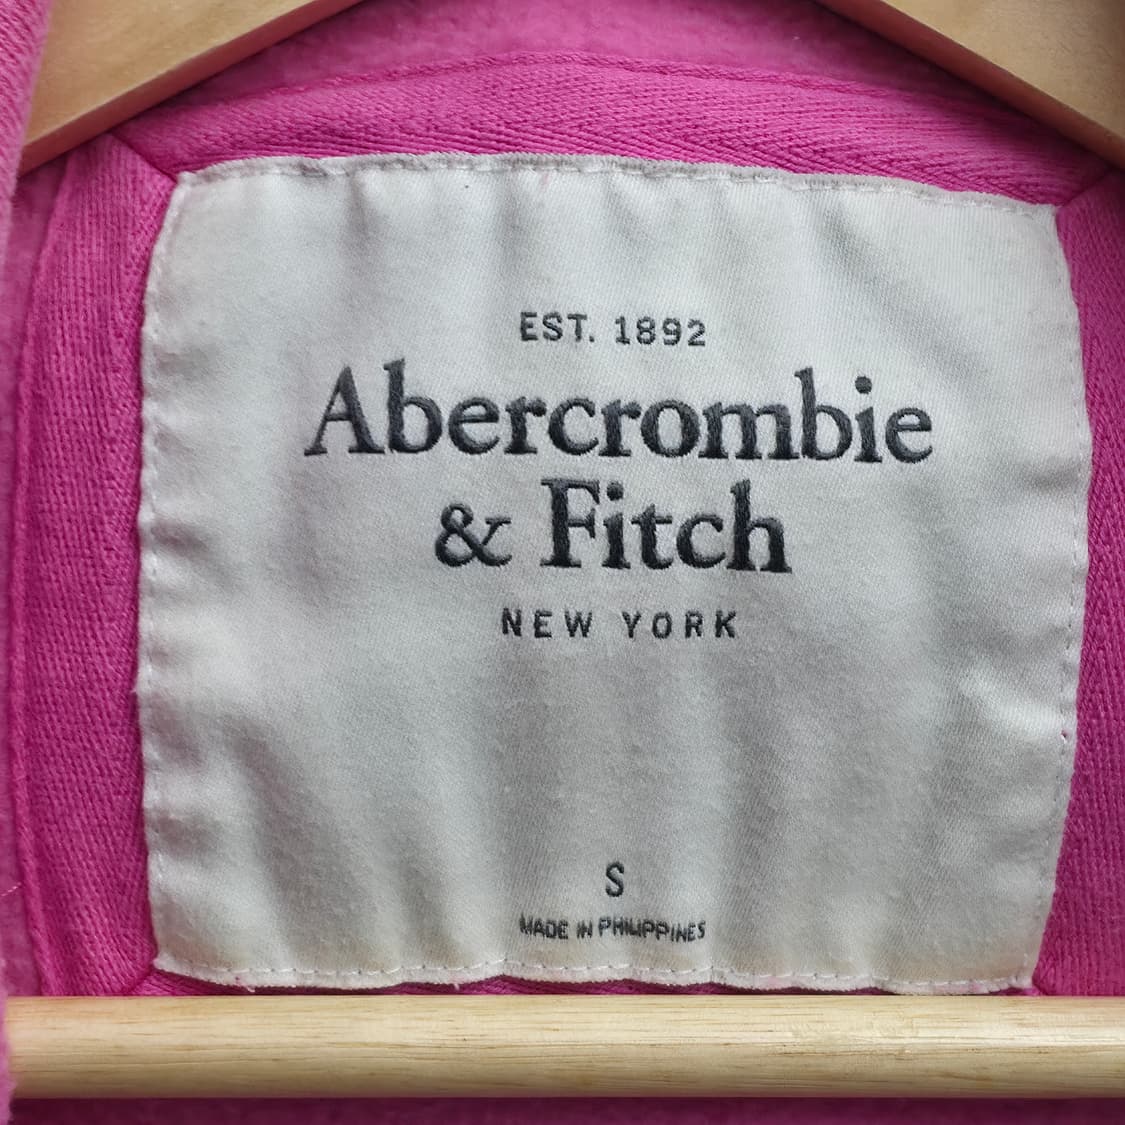 EST. 1892
Abercrombie
& Fitch
NEW YORK
S
MADE IN PHILIPPINES